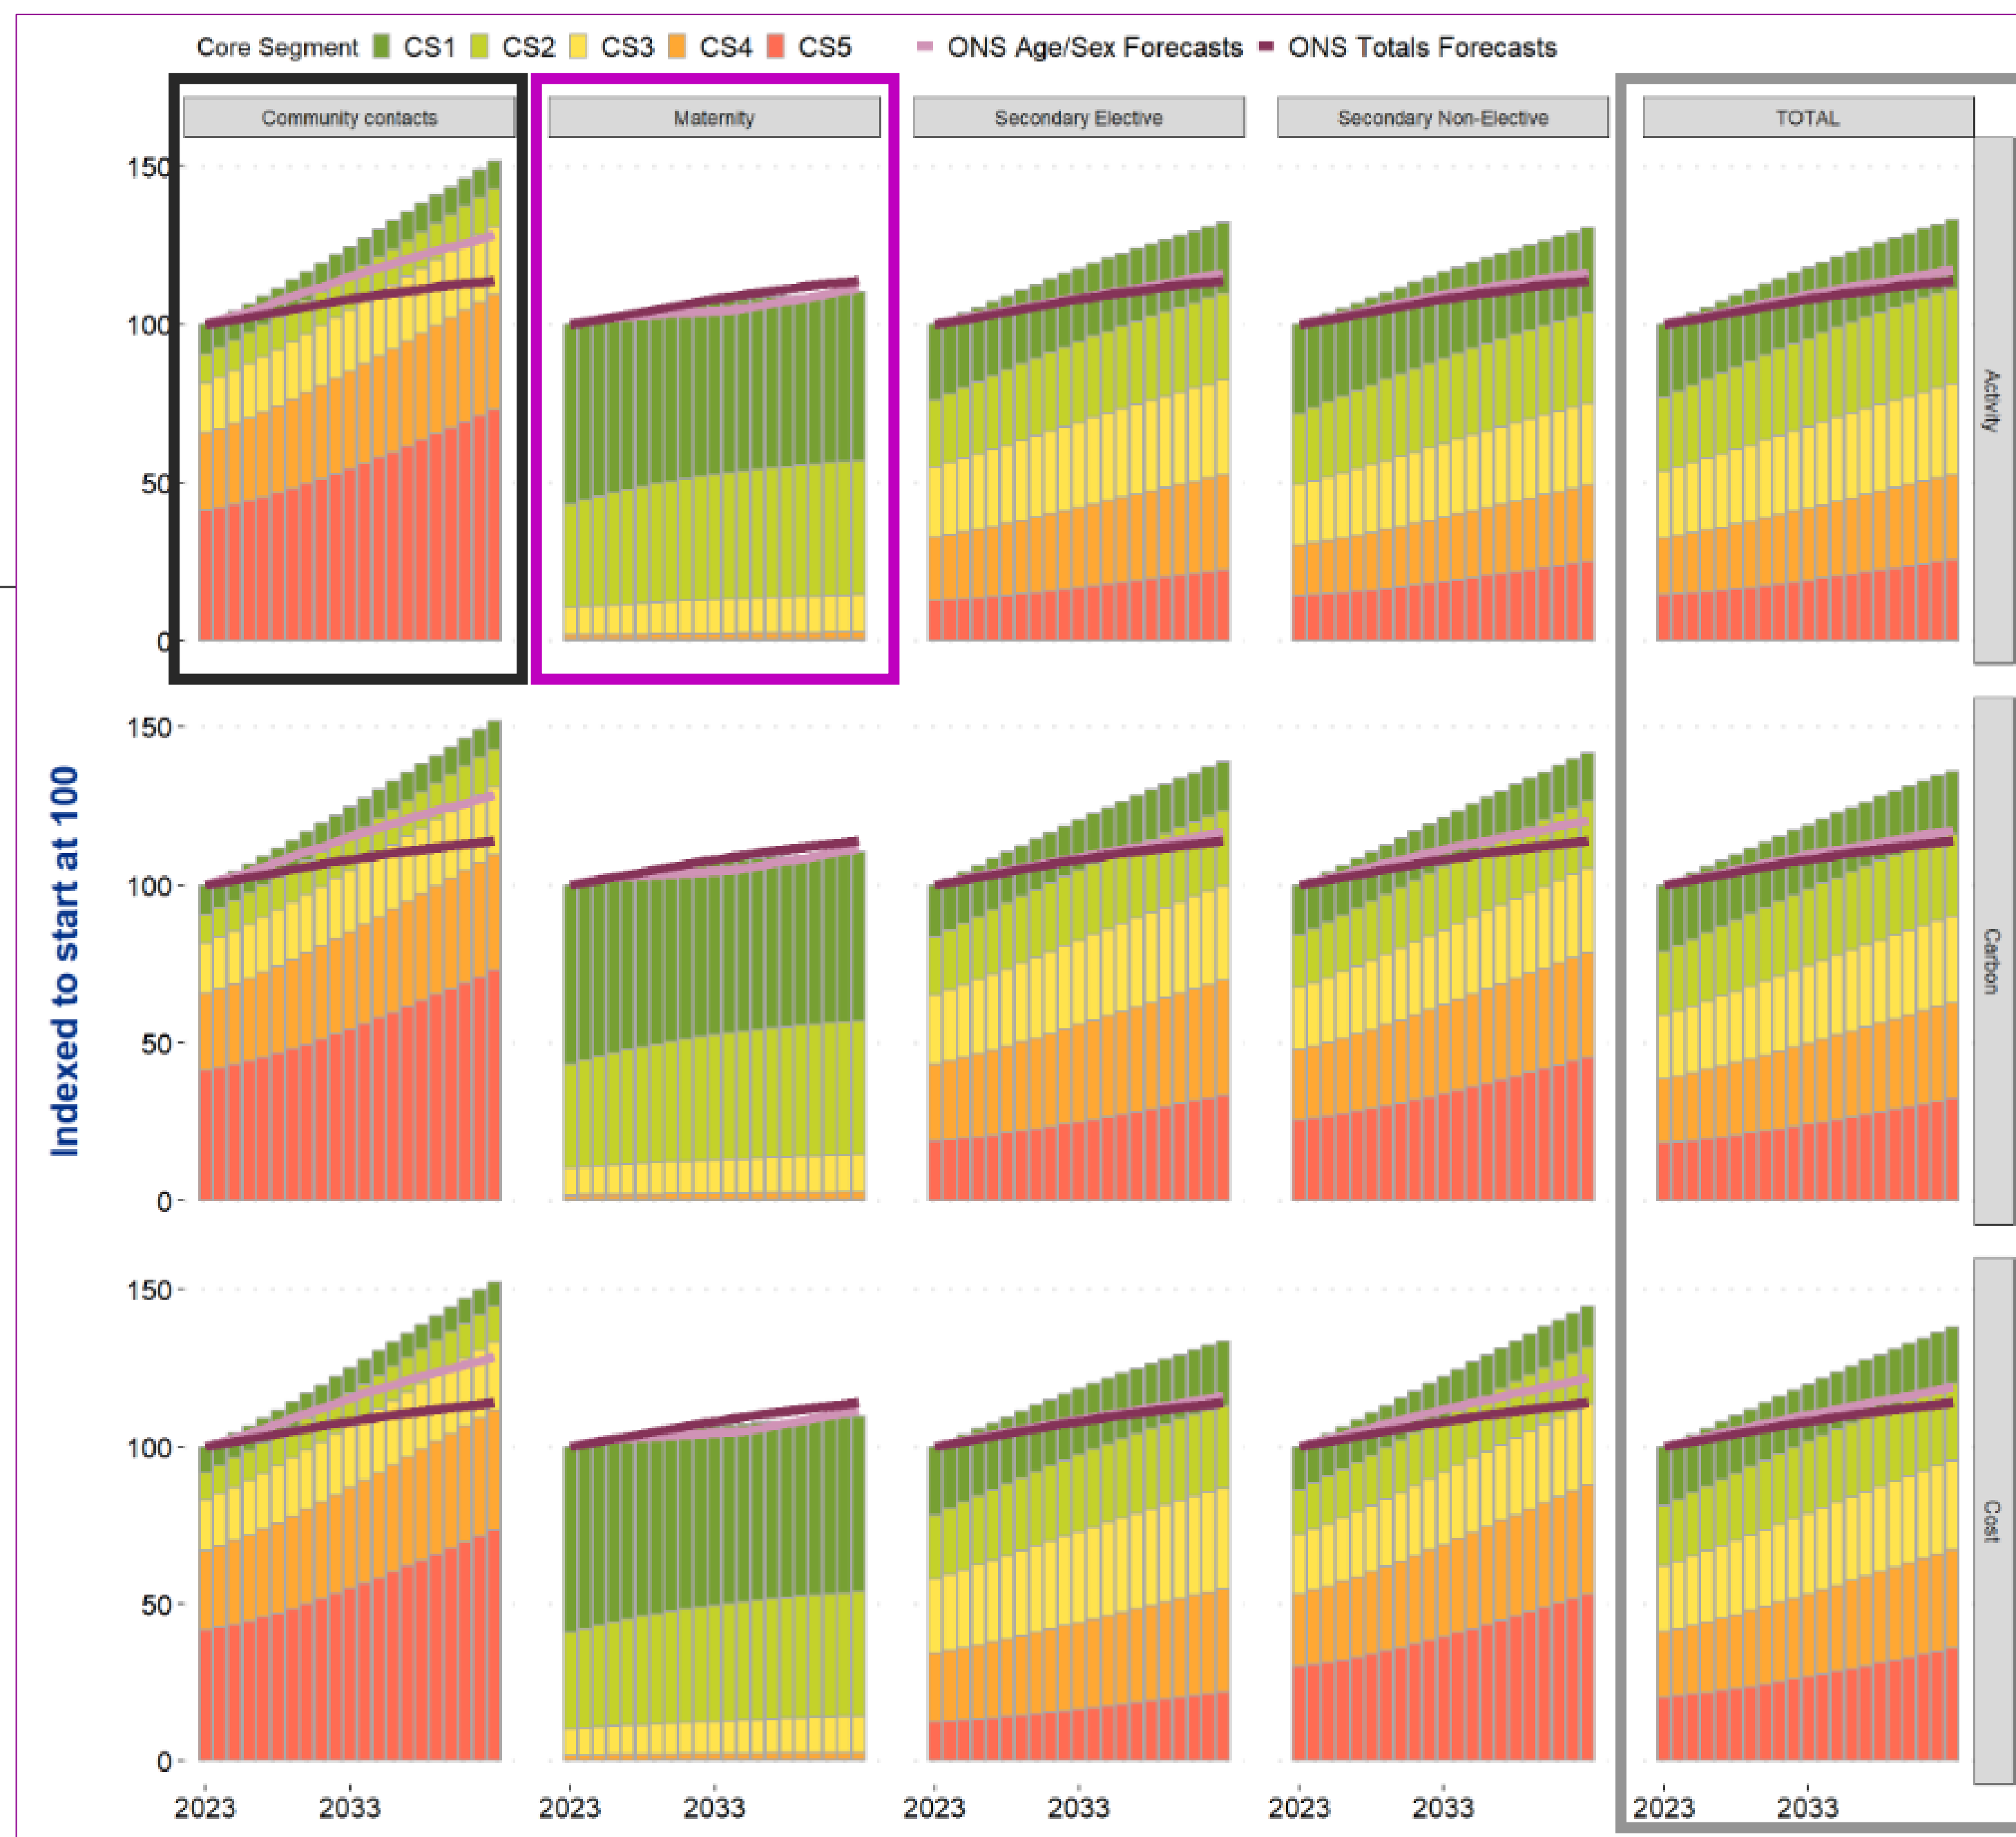 Core Segment CS1 CS2 CS3 CS4 CS5 ONS Age/Sex Forecasts ONS Totals Forecasts
Community contacts Maternity Secondary Elective Secondary Non-Elective TOTAL
150
100
50
0
Activity
Indexed to start at 100
150
100
50
0
Carbon
150
100
50
0
Cost
2023 2033 2023 2033 2023 2033 2023 2033 2023 2033